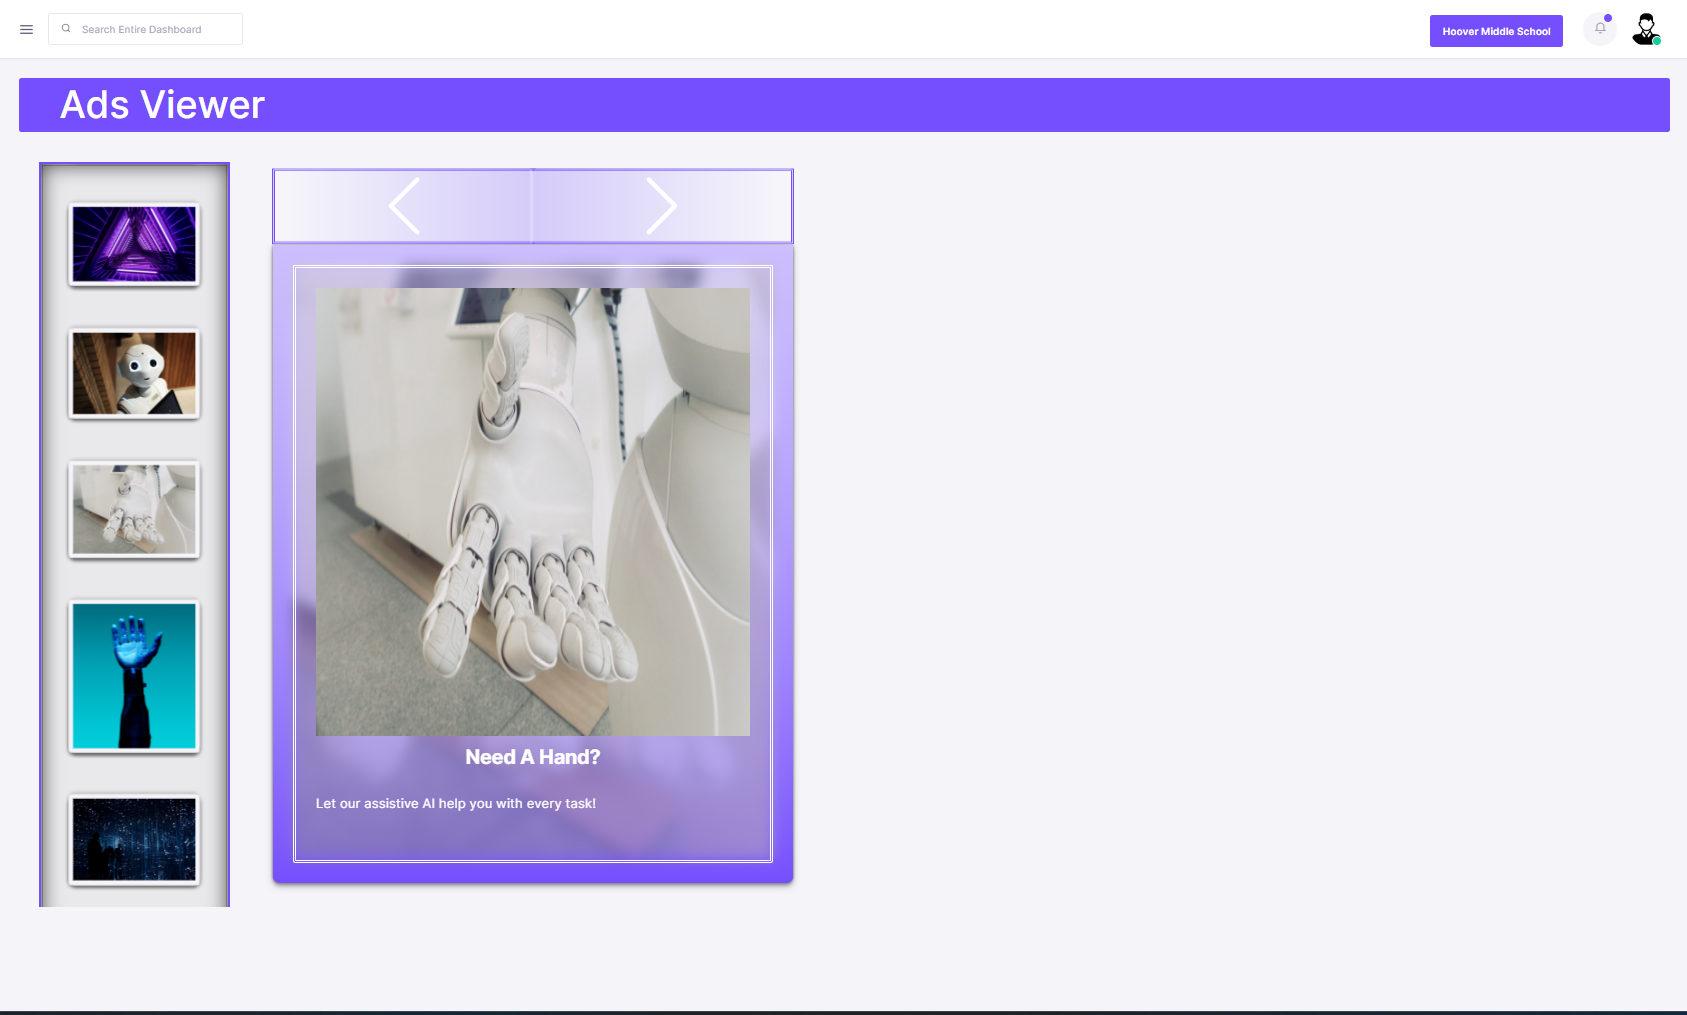 Search Entire Dashboard
Hoover Middle School
Ads Viewer
Need A Hand?
Let our assistive AI help you with every task!